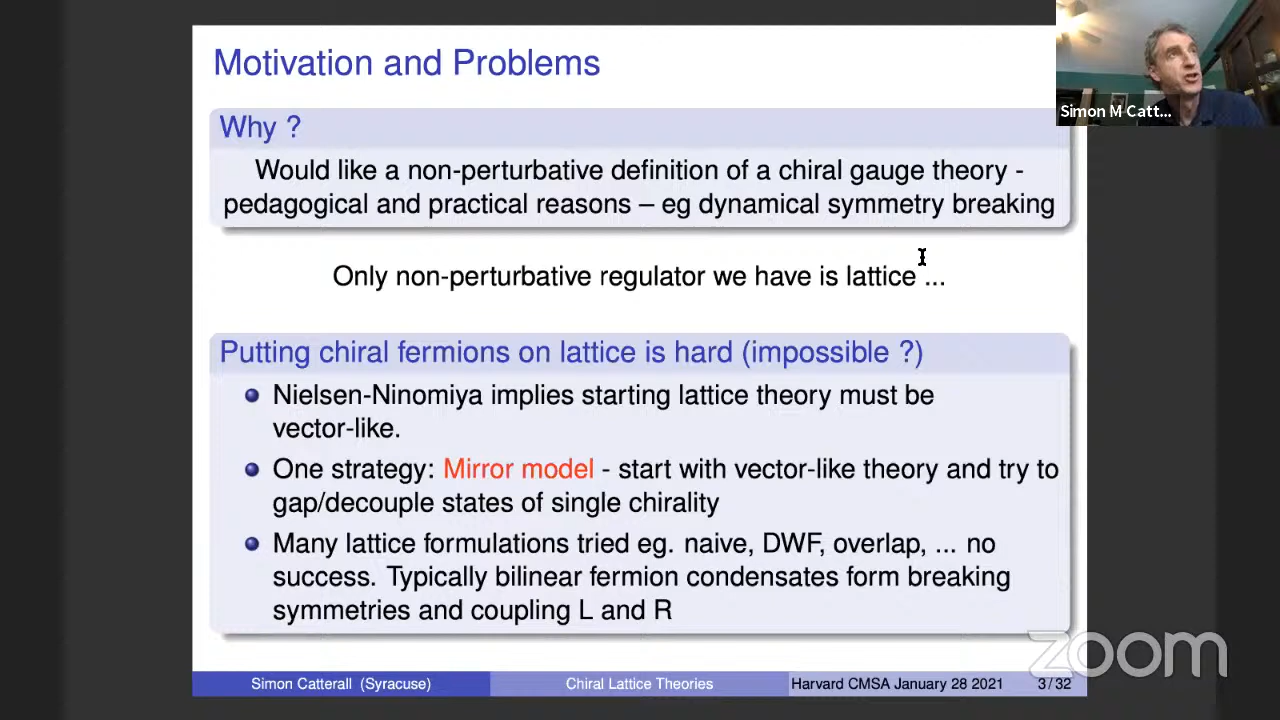 Motivation and Problems
Why ?
Would like a non-perturbative definition of a chiral gauge theory -
pedagogical and practical reasons – eg dynamical symmetry breaking
Only non-perturbative regulator we have is lattice ...
Putting chiral fermions on lattice is hard (impossible ?)
Nielsen-Ninomiya implies starting lattice theory must be
vector-like.
One strategy: Mirror model - start with vector-like theory and try to
gap/decouple states of single chirality
Many lattice formulations tried eg. naive, DWF, overlap, ... no
success. Typically bilinear fermion condensates form breaking
symmetries and coupling L and R
Simon Catterall (Syracuse)
Chiral Lattice Theories
Harvard CMSA January 28 2021
3 / 32
Simon M Catt...
zoom